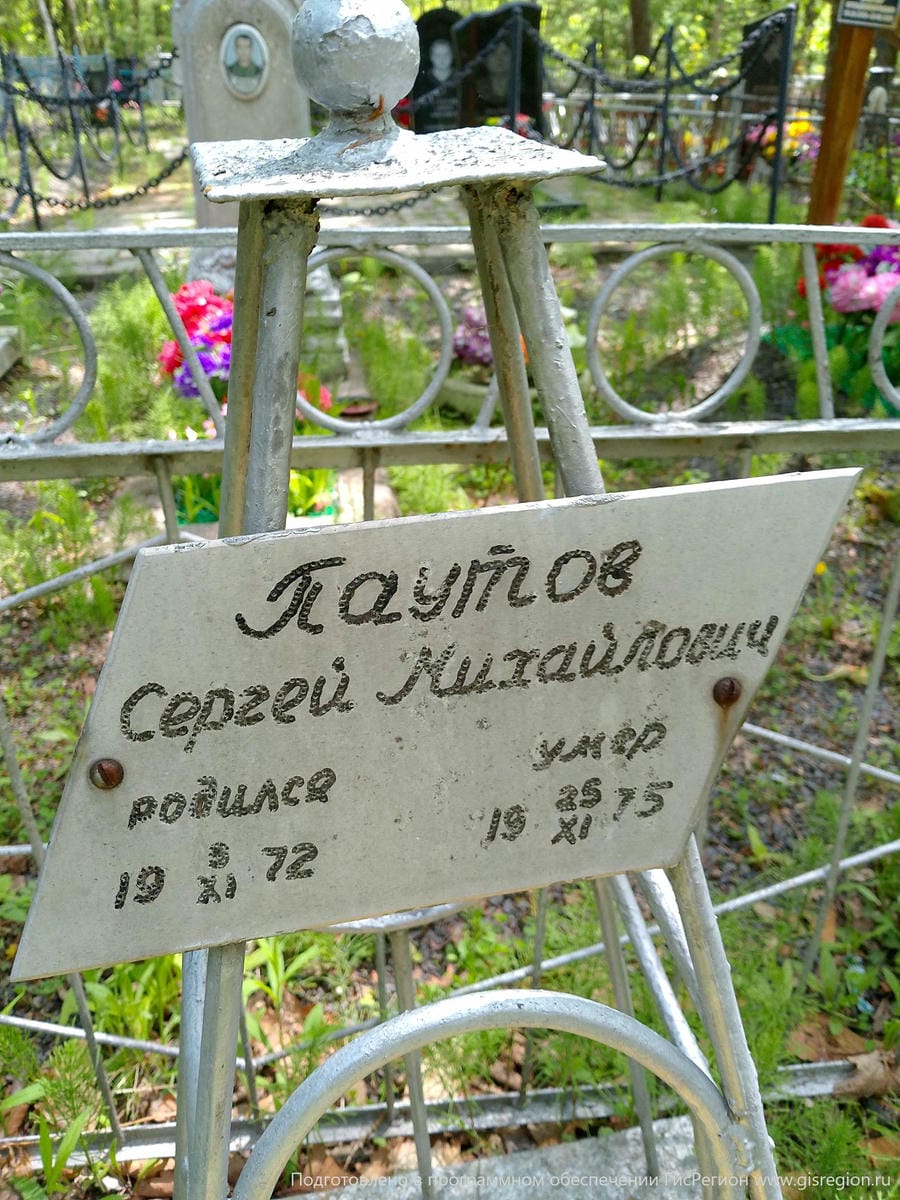 Паутов
Сергей Михайлович
родился умер
19 9/XI 72 19 25/XI 75
Подготовлено в программном обеспечении ГисРегион www.gisregion.ru